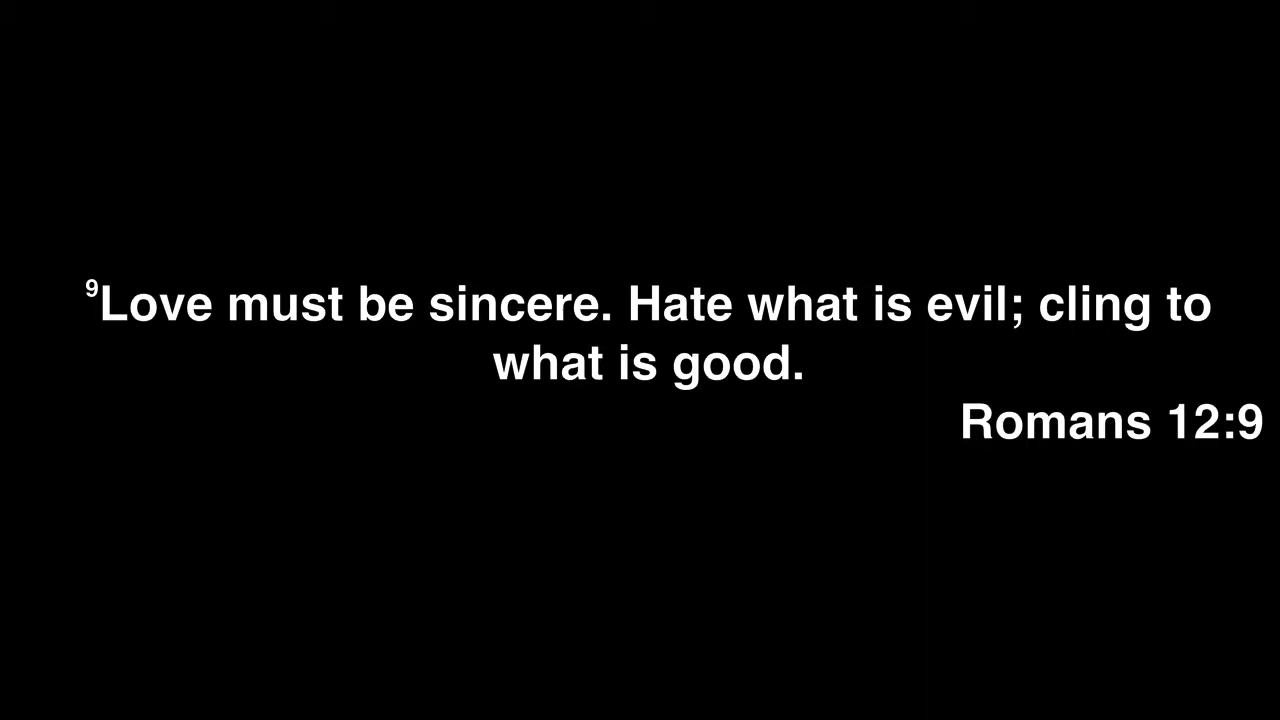 ⁹Love must be sincere. Hate what is evil; cling to
what is good.
Romans 12:9